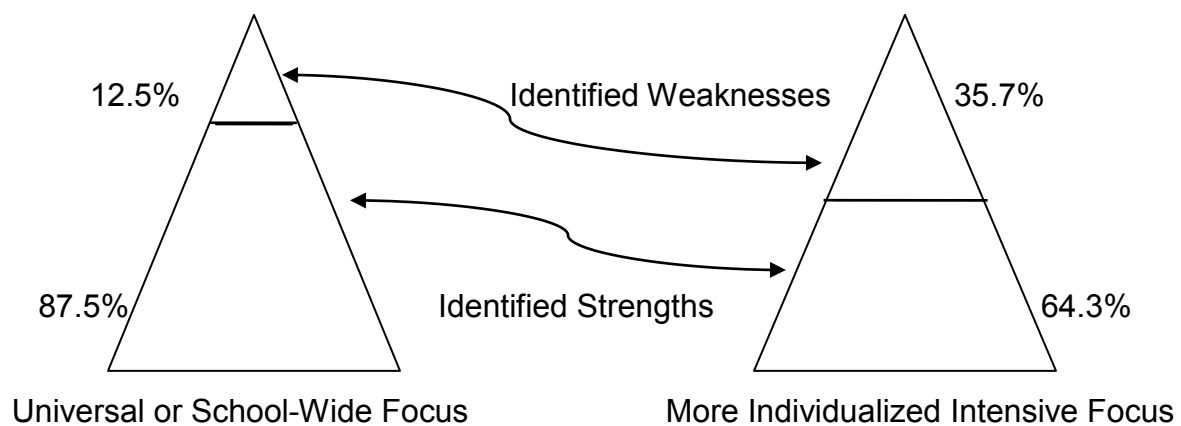 12.5%
Identified Weaknesses
35.7%
87.5%
Identified Strengths
64.3%
Universal or School-Wide Focus
More Individualized Intensive Focus